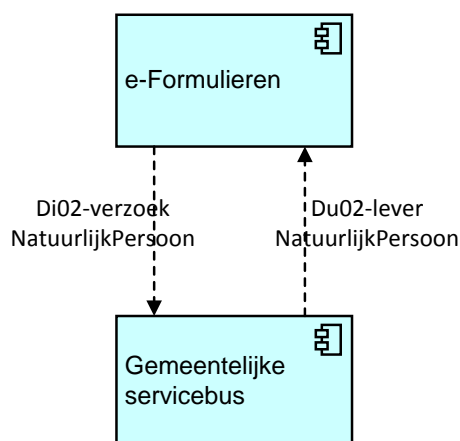 e-Formulieren
Di02-verzoek
NatuurlijkPersoon
Du02-lever
NatuurlijkPersoon
Gemeentelijke
servicebus